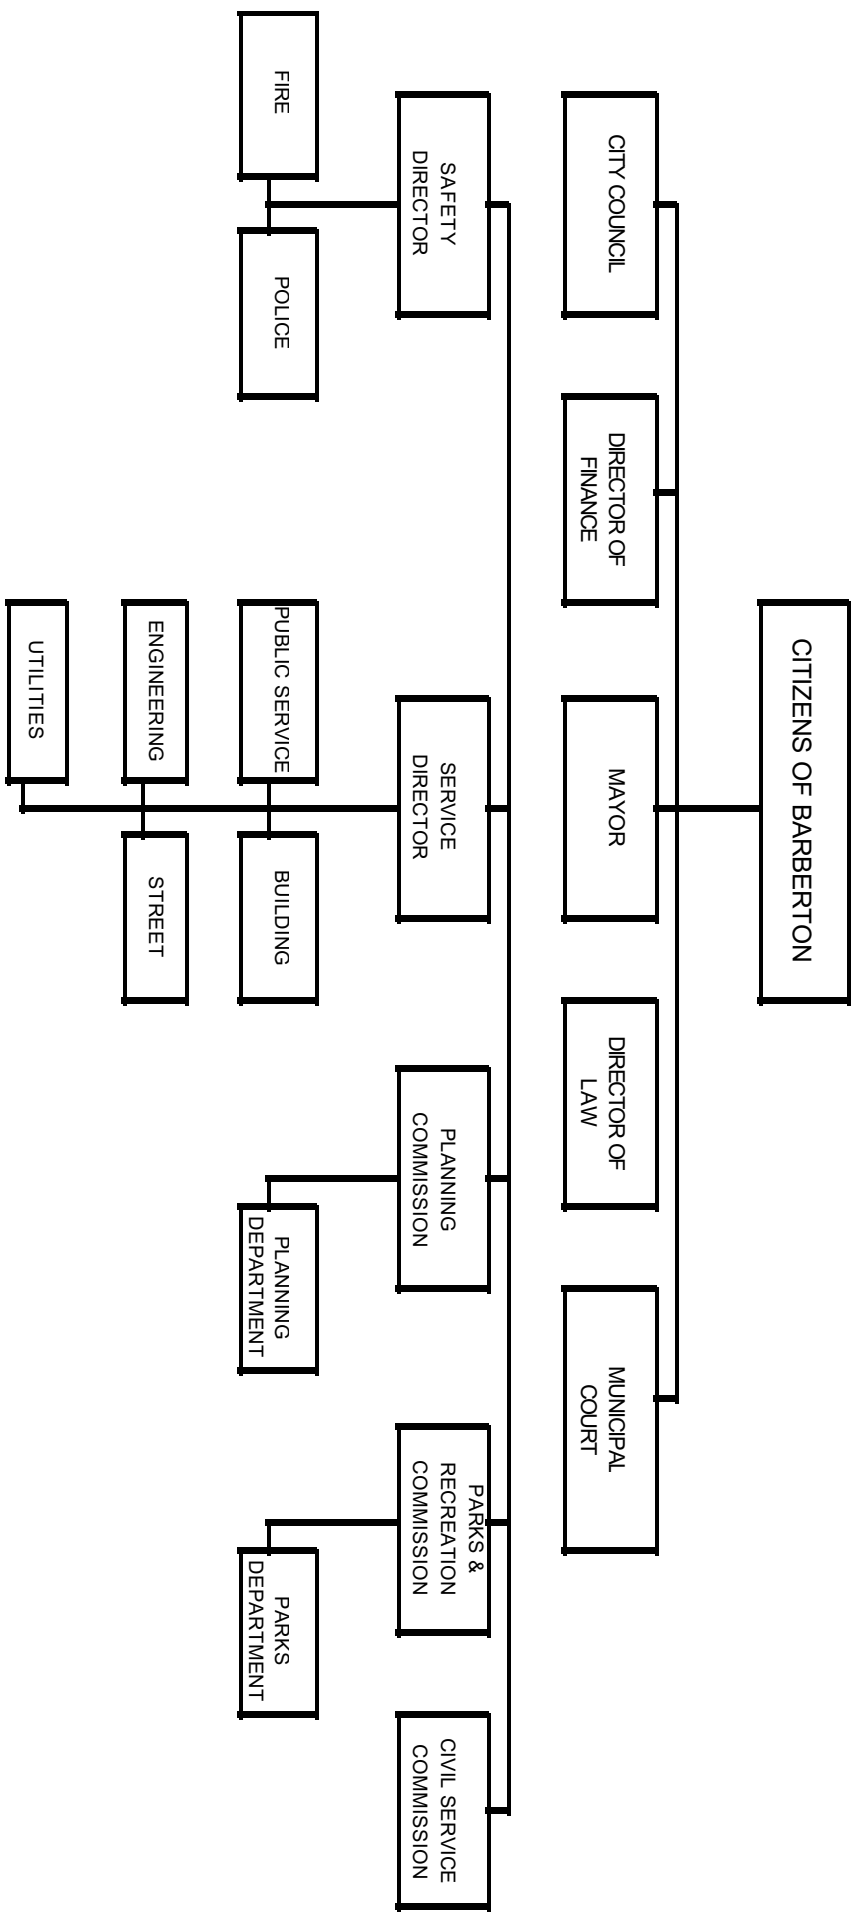 CITIZENS OF BARBERTON
CITY COUNCIL
DIRECTOR OF
FINANCE
MAYOR
DIRECTOR OF
LAW
MUNICIPAL
COURT
SAFETY
DIRECTOR
SERVICE
DIRECTOR
PLANNING
COMMISSION
PARKS &
RECREATION
COMMISSION
CIVIL SERVICE
COMMISSION
FIRE
POLICE
PUBLIC SERVICE
BUILDING
PLANNING
DEPARTMENT
PARKS
DEPARTMENT
ENGINEERING
STREET
UTILITIES